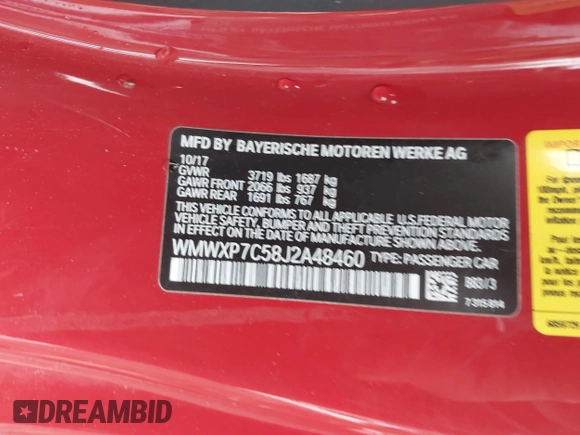 MFD BY BAYERISCHE MOTOREN WERKE AG
10/17
GVWR 3719 lbs 1687 kg
GAWR FRONT 2066 lbs 937 kg
GAWR REAR 1691 lbs 767 kg
THIS VEHICLE CONFORMS TO ALL APPLICABLE U.S. FEDERAL MOTOR
VEHICLE SAFETY, BUMPER AND THEFT PREVENTION STANDARDS
IN EFFECT ON THE DATE OF MANUFACTURE SHOWN ABOVE.
WMWXP7C58J2A48460 TYPE: PASSENGER CAR
DREAMBID